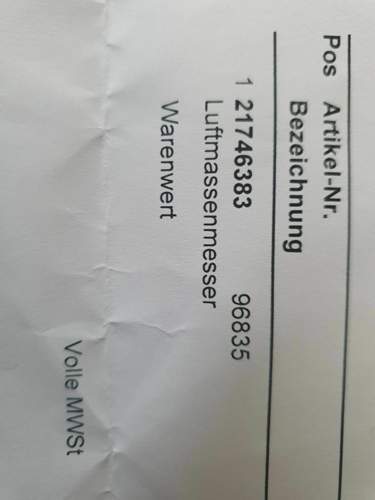 Pos Artikel-Nr.
Bezeichnung
1 21746383 96835
Luftmassenmesser
Warenwert
Volle MWSt